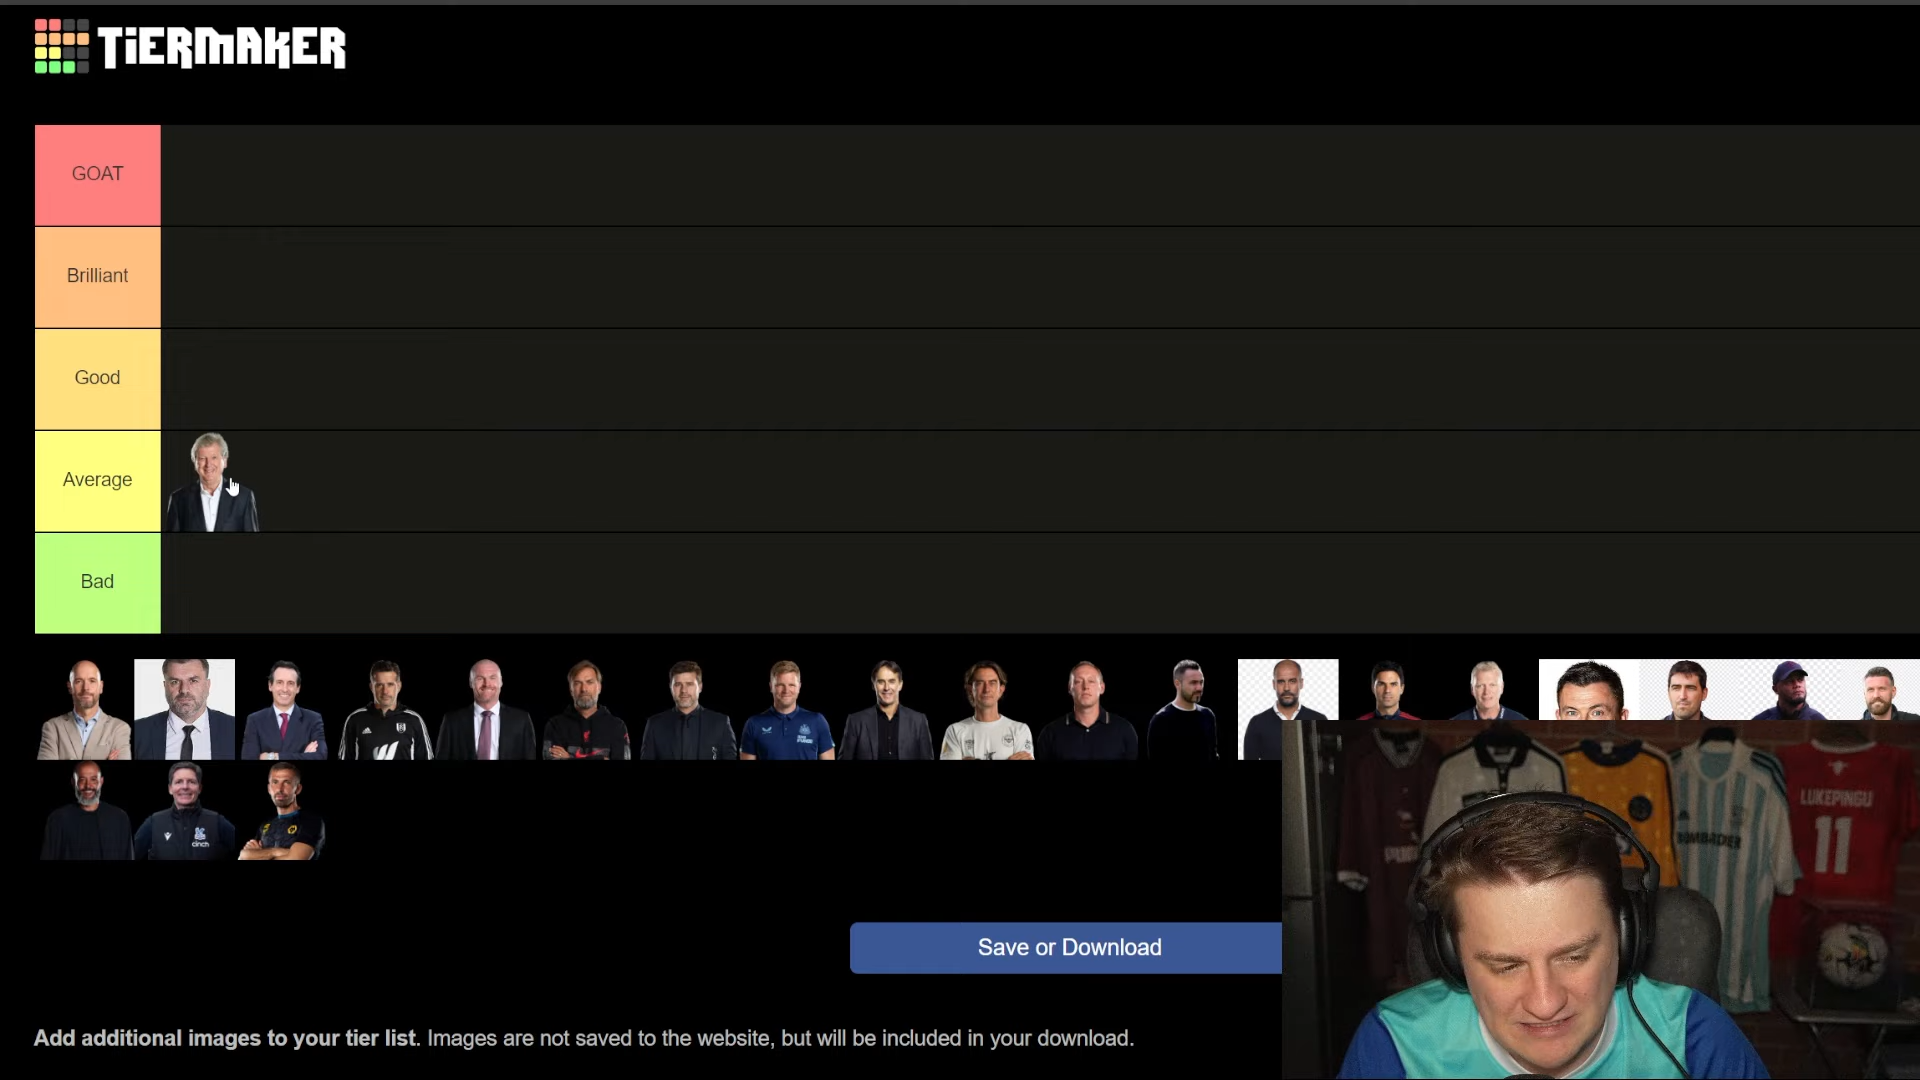 TiERMAKER
GOAT
Brilliant
Good
Average
Bad
cinch
Save or Download
LUKEPINGU
11
Add additional images to your tier list. Images are not saved to the website, but will be included in your download.